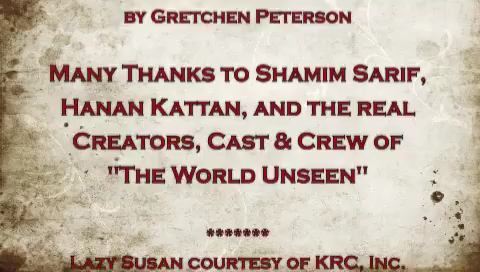 by Gretchen Peterson
Many Thanks to Shamim Sarif,
Hanan Kattan, and the real
Creators, Cast & Crew of
"The World Unseen"
*******
Lazy Susan courtesy of KRC, Inc.